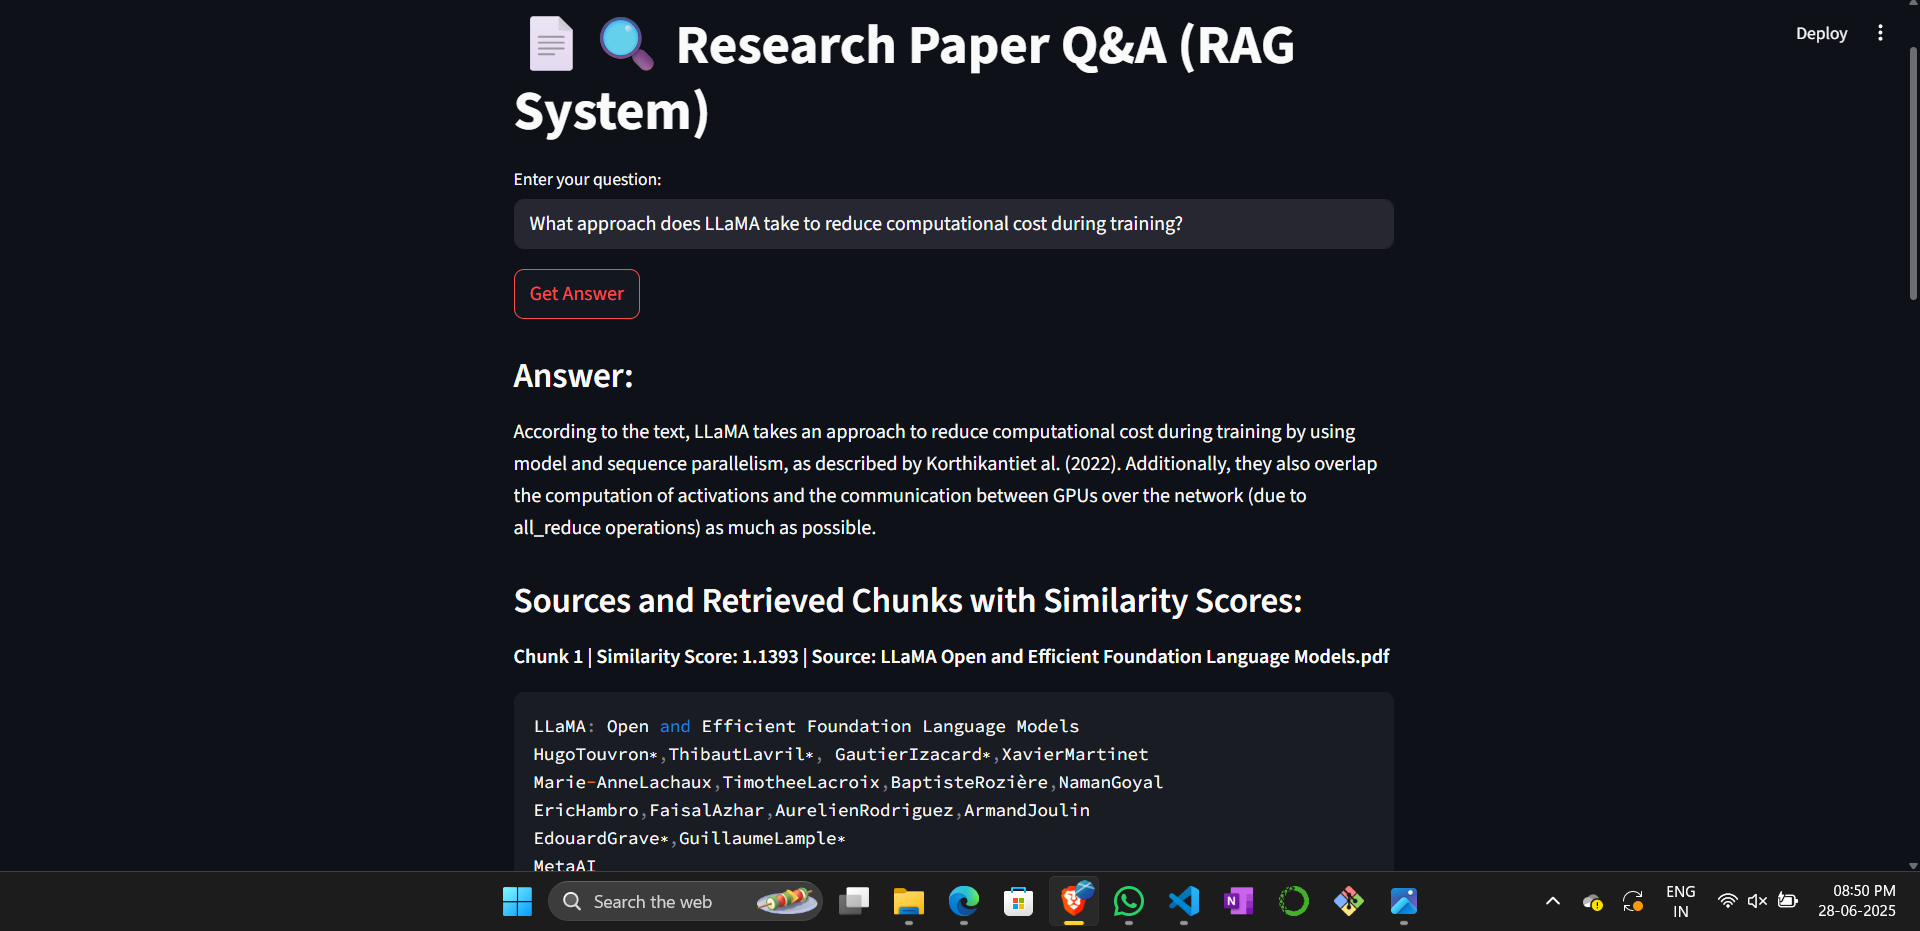 Deploy
Research Paper Q&A (RAG
System)
Enter your question:
What approach does LLaMA take to reduce computational cost during training?
Get Answer
Answer:
According to the text, LLaMA takes an approach to reduce computational cost during training by using
model and sequence parallelism, as described by Korthikantiet al. (2022). Additionally, they also overlap
the computation of activations and the communication between GPUs over the network (due to
all_reduce operations) as much as possible.
Sources and Retrieved Chunks with Similarity Scores:
Chunk 1 | Similarity Score: 1.1393 | Source: LLaMA Open and Efficient Foundation Language Models.pdf
LLaMA: Open and Efficient Foundation Language Models
HugoTouvron∗,ThibautLavril∗, GautierIzacard∗,XavierMartinet
Marie-AnneLachaux,TimotheeLacroix,BaptisteRozière,NamanGoyal
EricHambro,FaisalAzhar,AurelienRodriguez,ArmandJoulin
EdouardGrave∗,GuillaumeLample∗
MetaAI
Search the web
N
ENG
IN
08:50 PM
28-06-2025